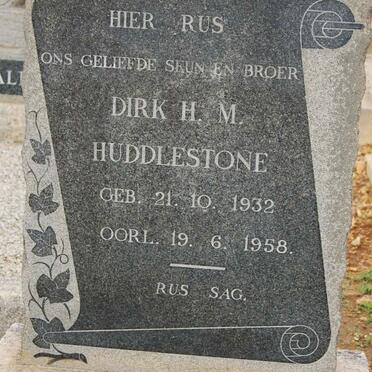 HIER RUS
ONS GELIEFDE SEUN EN BROER
DIRK H. M.
HUDDLESTONE
GEB. 21. 10. 1932
OORL. 19. 6. 1958.
RUS SAG.